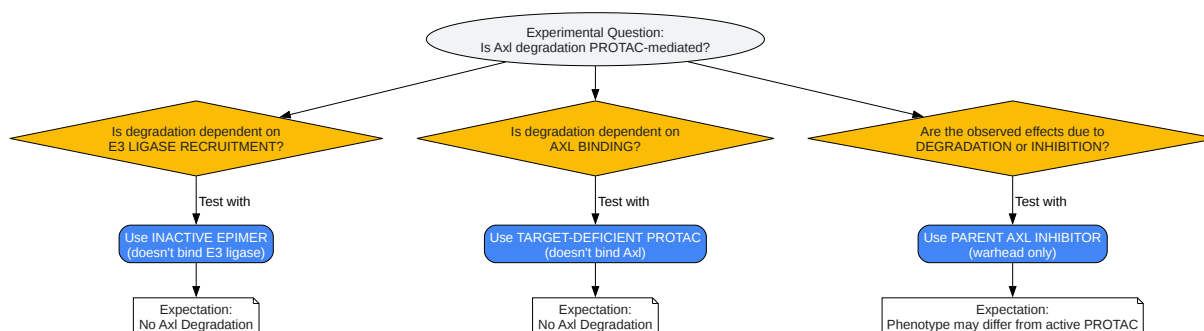 Experimental Question:
Is Axl degradation PROTAC-mediated?
Is degradation dependent on
E3 LIGASE RECRUITMENT?
Is degradation dependent on
AXL BINDING?
Are the observed effects due to
DEGRADATION or INHIBITION?
Test with
Test with
Test with
Use INACTIVE EPIMER
(doesn't bind E3 ligase)
Use TARGET-DEFICIENT PROTAC
(doesn't bind Axl)
Use PARENT AXL INHIBITOR
(warhead only)
Expectation:
No Axl Degradation
Expectation:
No Axl Degradation
Expectation:
Phenotype may differ from active PROTAC